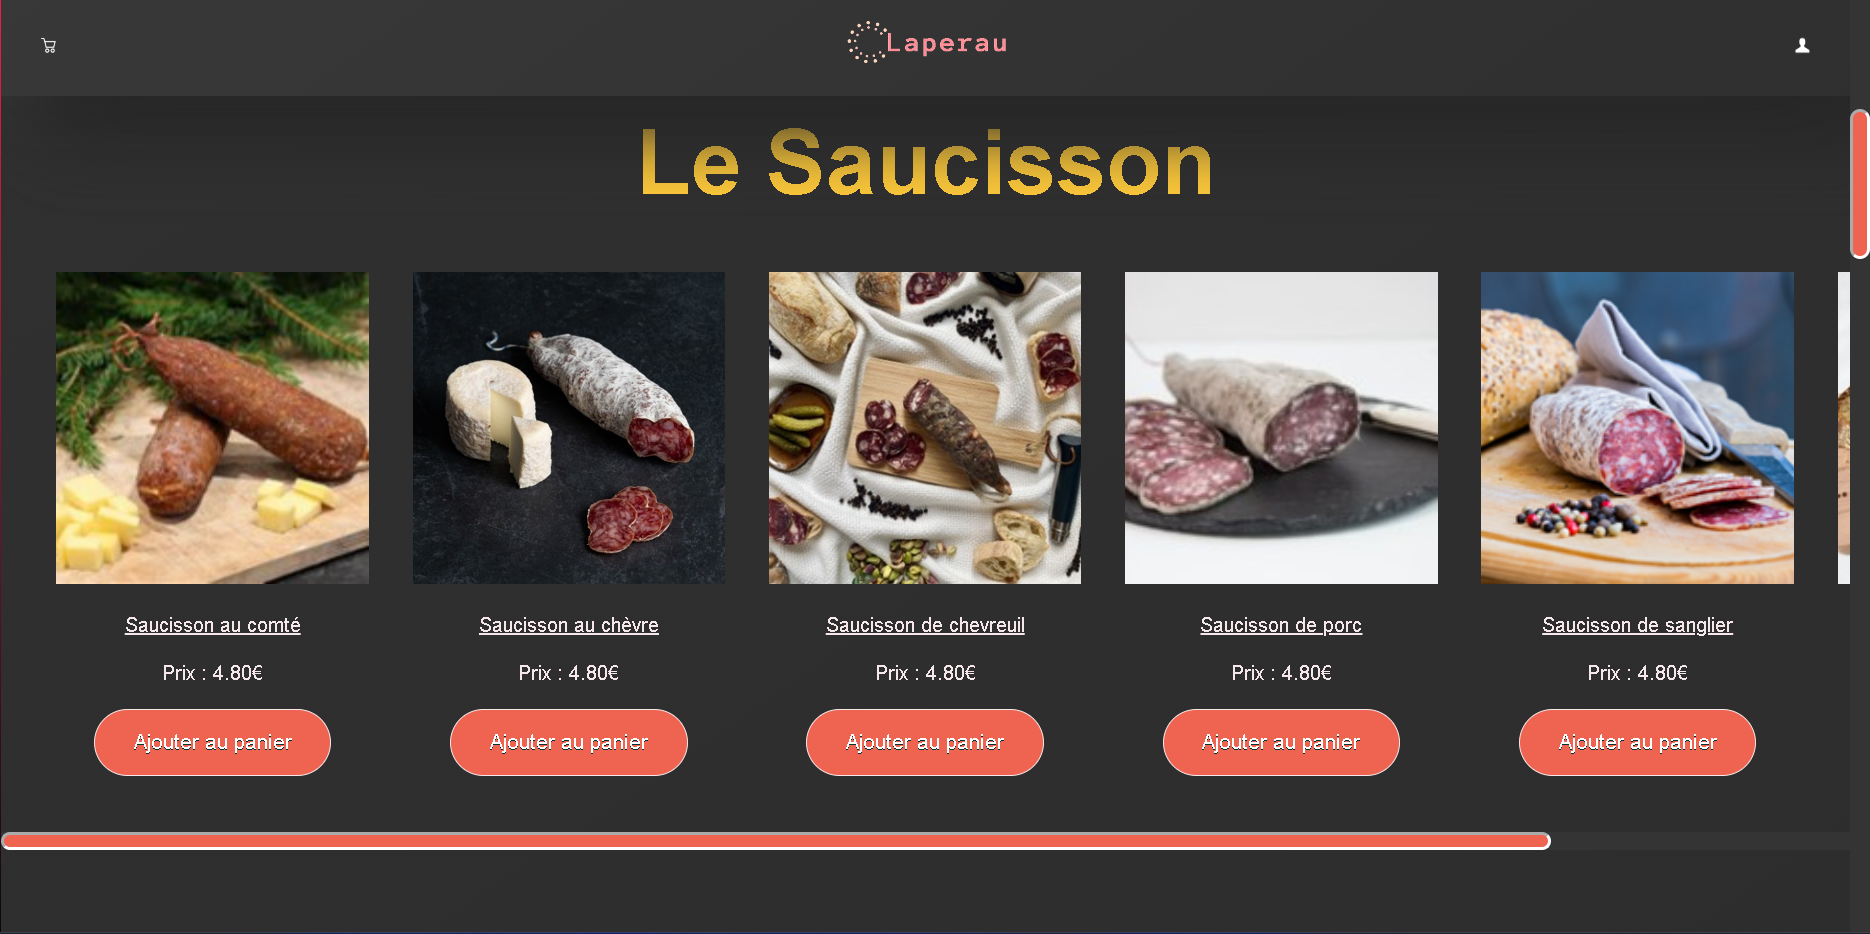 Laperau
Le Saucisson
Saucisson au comté
Saucisson au chèvre
Saucisson de chevreuil
Saucisson de porc
Saucisson de sanglier
Prix : 4.80€
Prix : 4.80€
Prix : 4.80€
Prix : 4.80€
Prix : 4.80€
Ajouter au panier
Ajouter au panier
Ajouter au panier
Ajouter au panier
Ajouter au panier